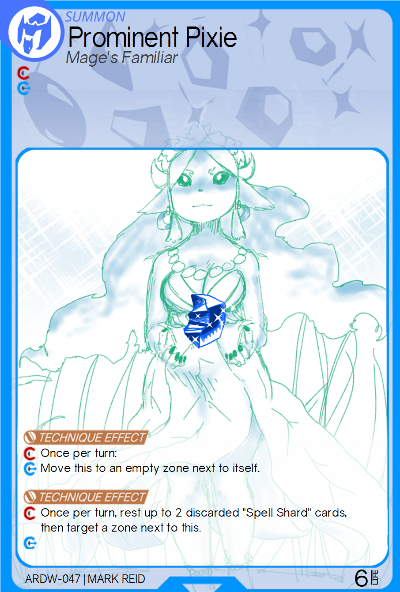 SUMMON
Prominent Pixie
Mage's Familiar
TECHNIQUE EFFECT
Once per turn:
Move this to an empty zone next to itself.
TECHNIQUE EFFECT
Once per turn, rest up to 2 discarded "Spell Shard" cards,
then target a zone next to this.
ARDW-047 | MARK REID
6 LIFE